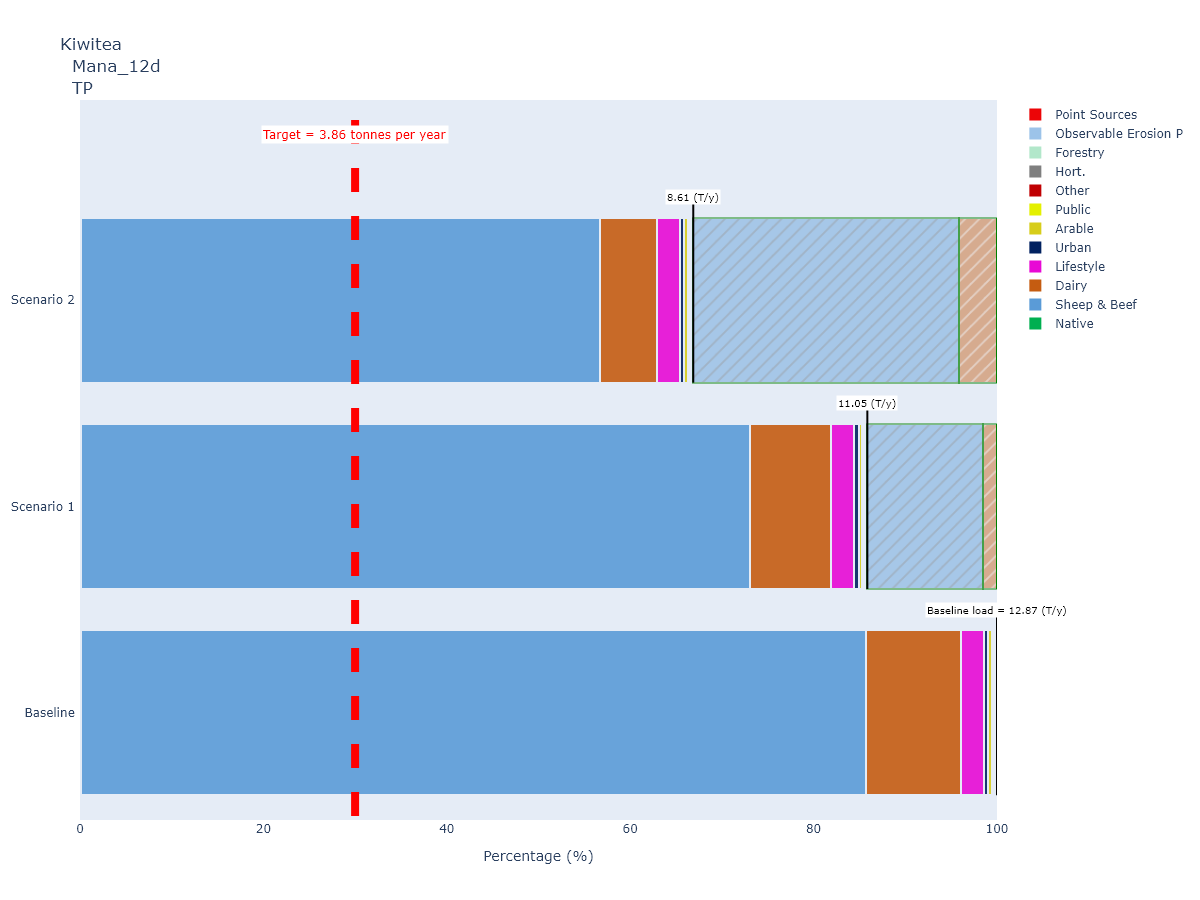 Kiwitea
Mana_12d
TP
Target = 3.86 tonnes per year
8.61 (T/y)
Scenario 2
11.05 (T/y)
Scenario 1
Baseline load = 12.87 (T/y)
Baseline
0 20 40 60 80 100
Percentage (%)
Point Sources
Observable Erosion P
Forestry
Hort.
Other
Public
Arable
Urban
Lifestyle
Dairy
Sheep & Beef
Native